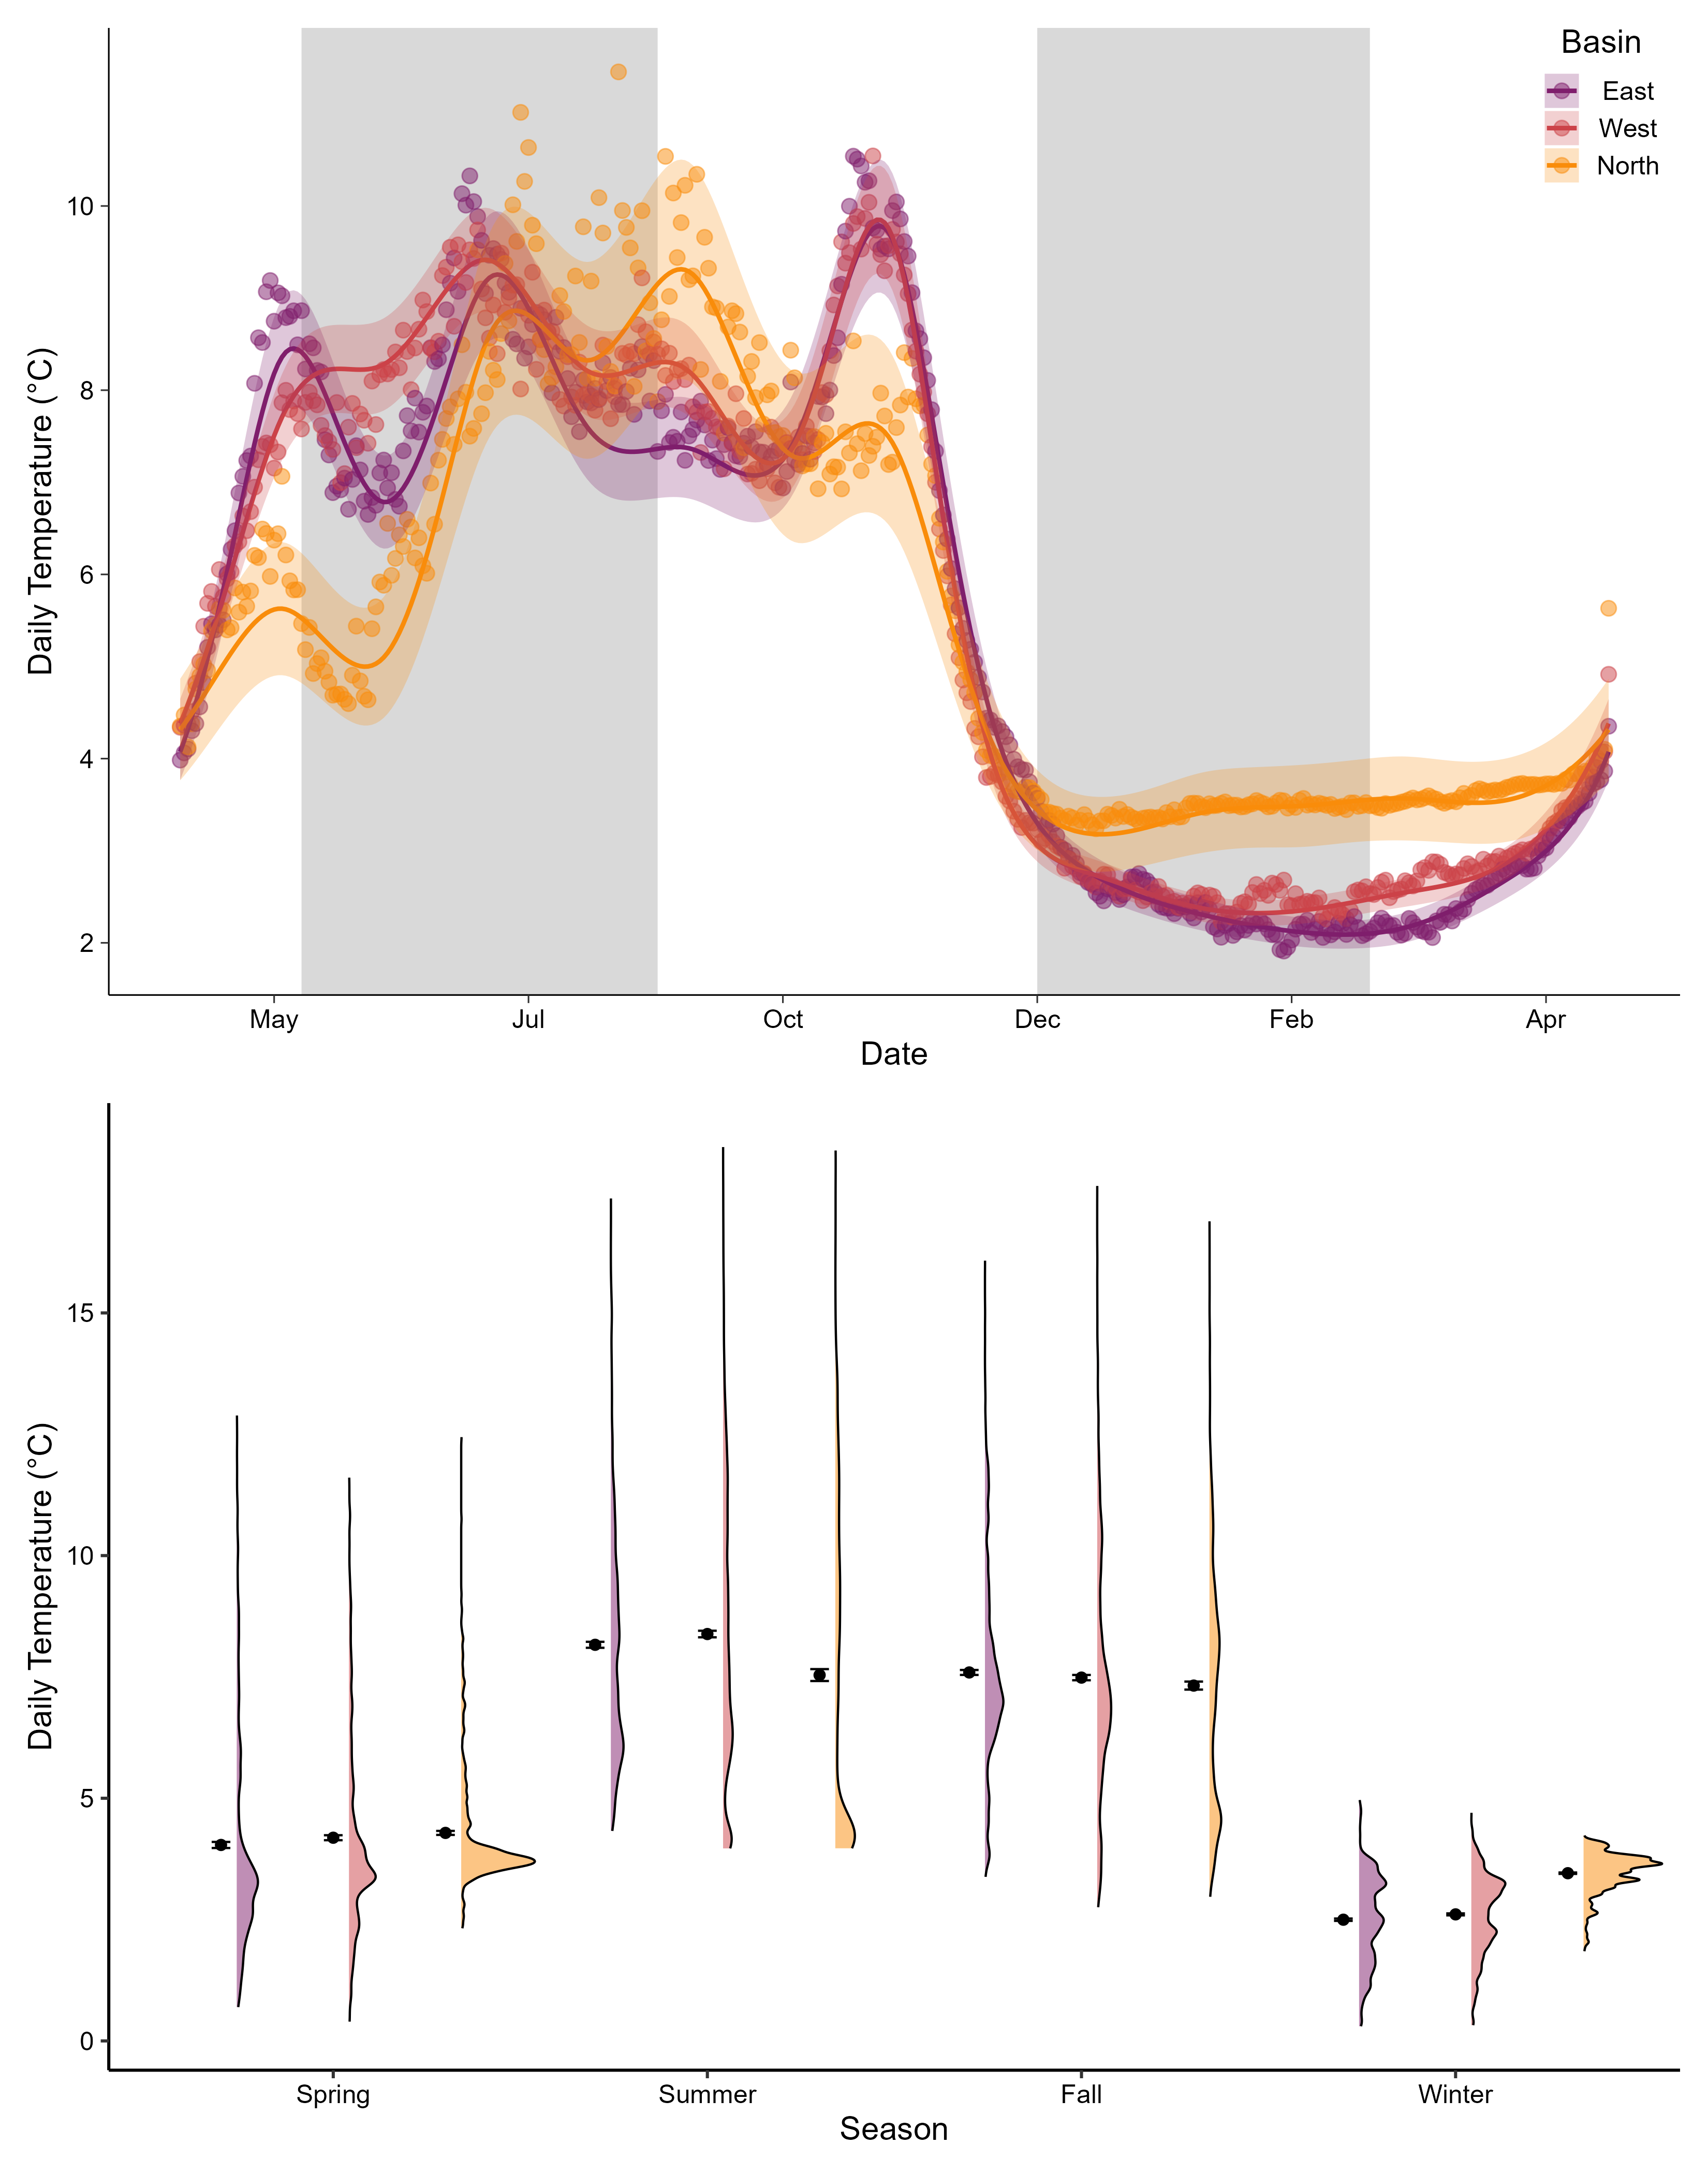 Basin
East
West
North
Daily Temperature (°C)
10
8
6
4
2
May
Jul
Oct
Dec
Feb
Apr
Date
Daily Temperature (°C)
15
10
5
0
Spring
Summer
Fall
Winter
Season